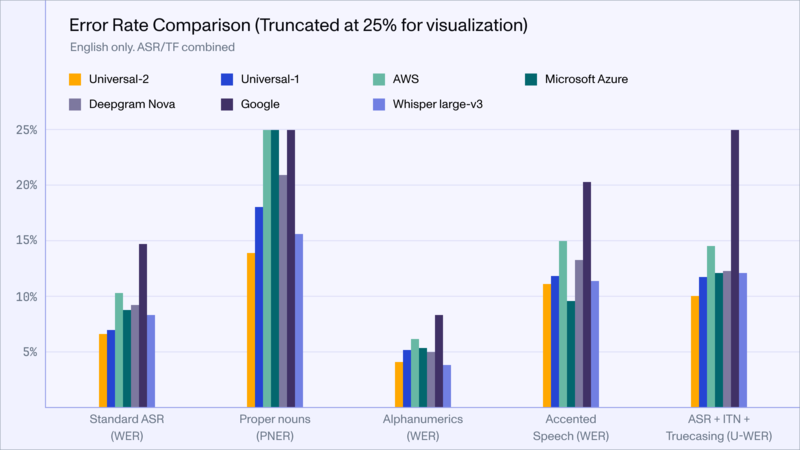 Error Rate Comparison (Truncated at 25% for visualization)
English only. ASR/TF combined
Universal-2
Universal-1
AWS
Microsoft Azure
Deepgram Nova
Google
Whisper large-v3
25%
20%
15%
10%
5%
Standard ASR
(WER)
Proper nouns
(PNER)
Alphanumerics
(WER)
Accented
Speech (WER)
ASR + ITN +
Truecasing (U-WER)